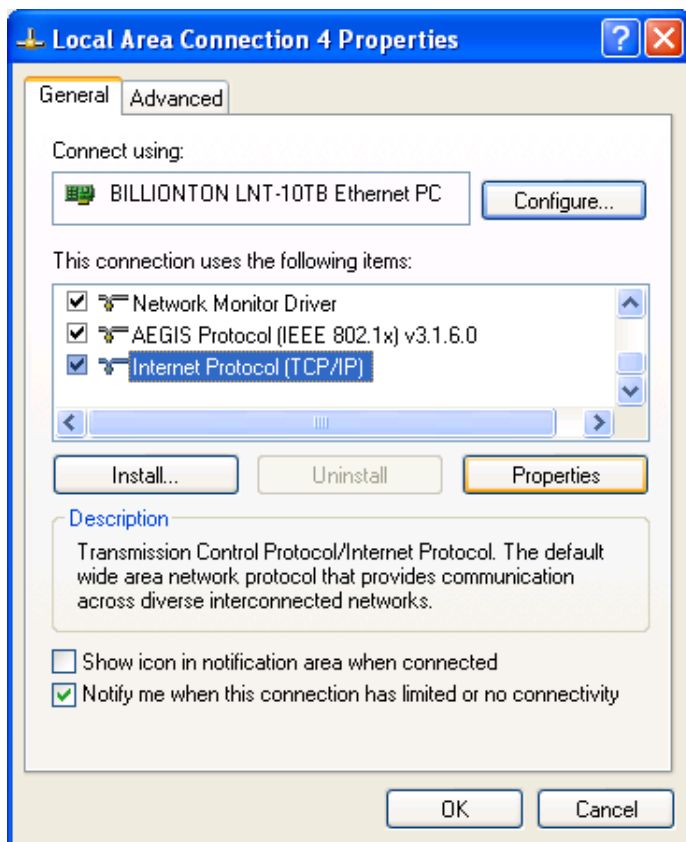 Local Area Connection 4 Properties
General
Advanced
Connect using:
BILLIONTON LNT-10TB Ethernet PC
Configure...
This connection uses the following items:
Network Monitor Driver
AEGIS Protocol (IEEE 802.1x) v3.1.6.0
Internet Protocol (TCP/IP)
Install...
Uninstall
Properties
Description
Transmission Control Protocol/Internet Protocol. The default
wide area network protocol that provides communication
across diverse interconnected networks.
Show icon in notification area when connected
Notify me when this connection has limited or no connectivity
OK
Cancel